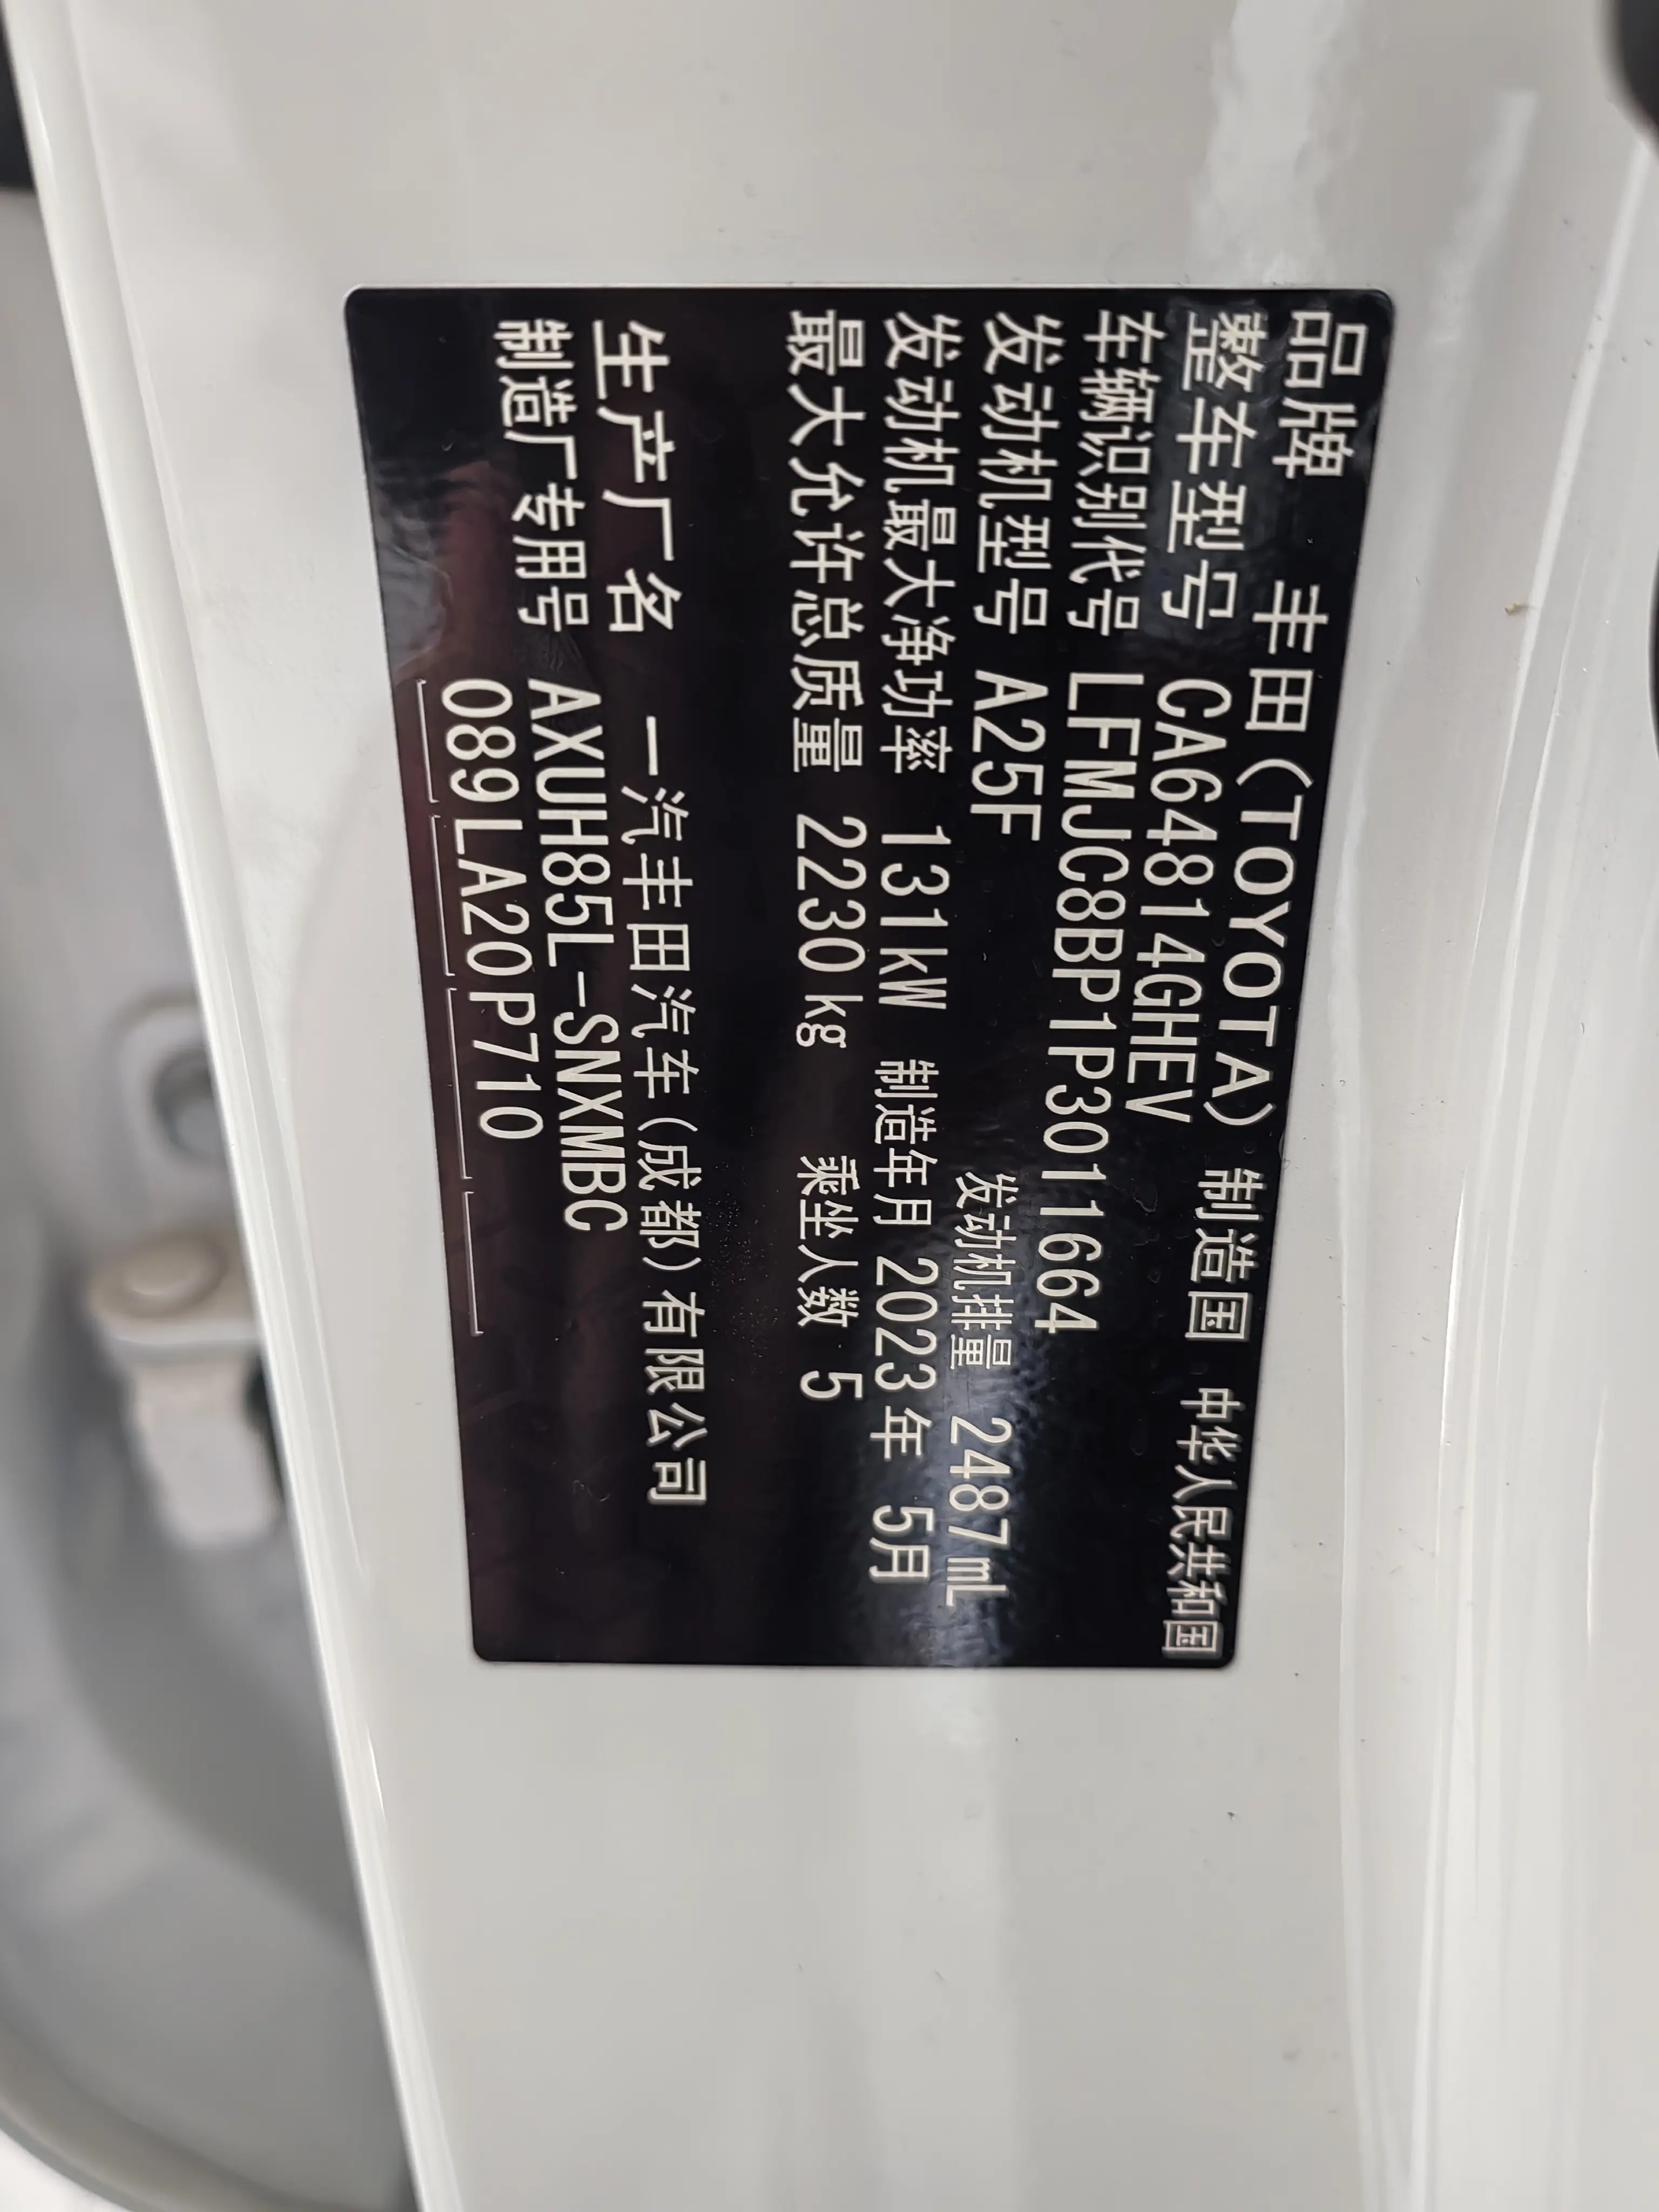 品牌 丰田(TOYOTA) 制造国 中华人民共和国
整车型号 CA64814GHEV
车辆识别代号 LFMJC8BP1P3011664
发动机型号 A25F 发动机排量 2487mL
发动机最大净功率 131kW 制造年月 2023年 5月
最大允许总质量 2230kg 乘坐人数 5
生产厂名 一汽丰田汽车(成都)有限公司
制造厂专用号 AXUH85L-SNXMBC
089LA20P710